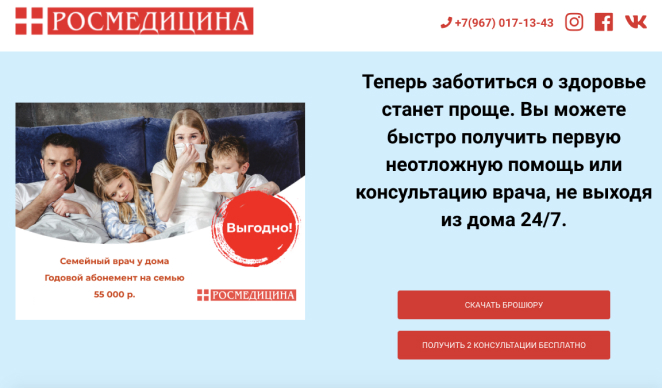 РОСМЕДИЦИНА
+7(967) 017-13-43
Теперь заботиться о здоровье
станет проще. Вы можете
быстро получить первую
неотложную помощь или
консультацию врача, не выходя
из дома 24/7.
Выгодно!
Семейный врач у дома
Годовой абонемент на семью
55 000 р.
РОСМЕДИЦИНА
СКАЧАТЬ БРОШЮРУ
ПОЛУЧИТЬ 2 КОНСУЛЬТАЦИИ БЕСПЛАТНО